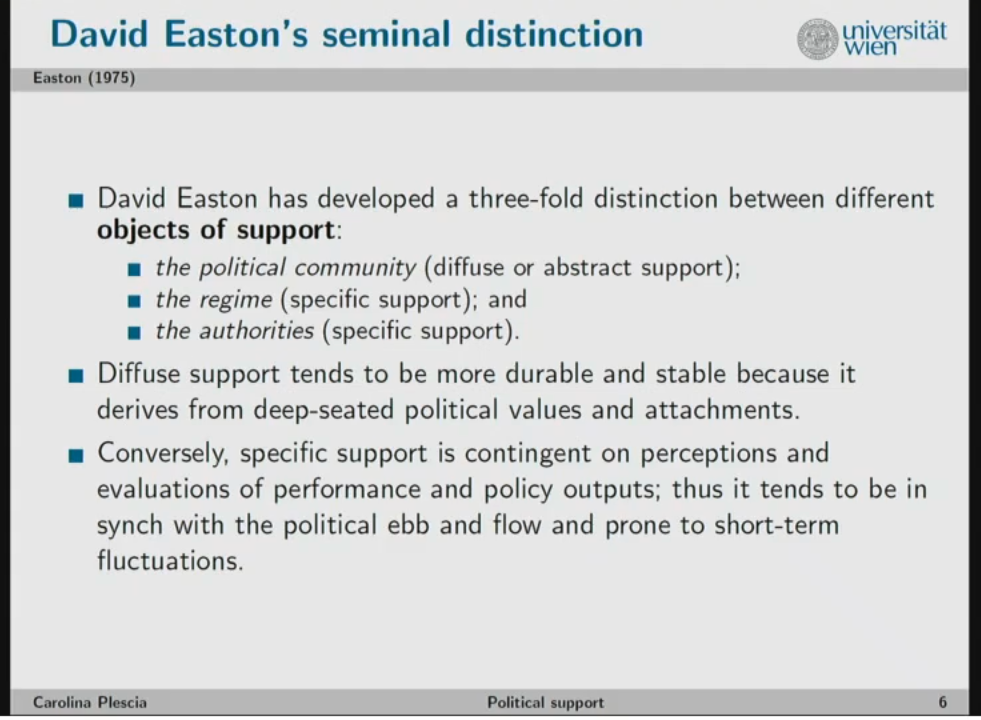 David Easton's seminal distinction
universität
wien
Easton (1975)
David Easton has developed a three-fold distinction between different
objects of support:
the political community (diffuse or abstract support);
the regime (specific support); and
the authorities (specific support).
Diffuse support tends to be more durable and stable because it
derives from deep-seated political values and attachments.
Conversely, specific support is contingent on perceptions and
evaluations of performance and policy outputs; thus it tends to be in
synch with the political ebb and flow and prone to short-term
fluctuations.
Carolina Plescia Political support 6